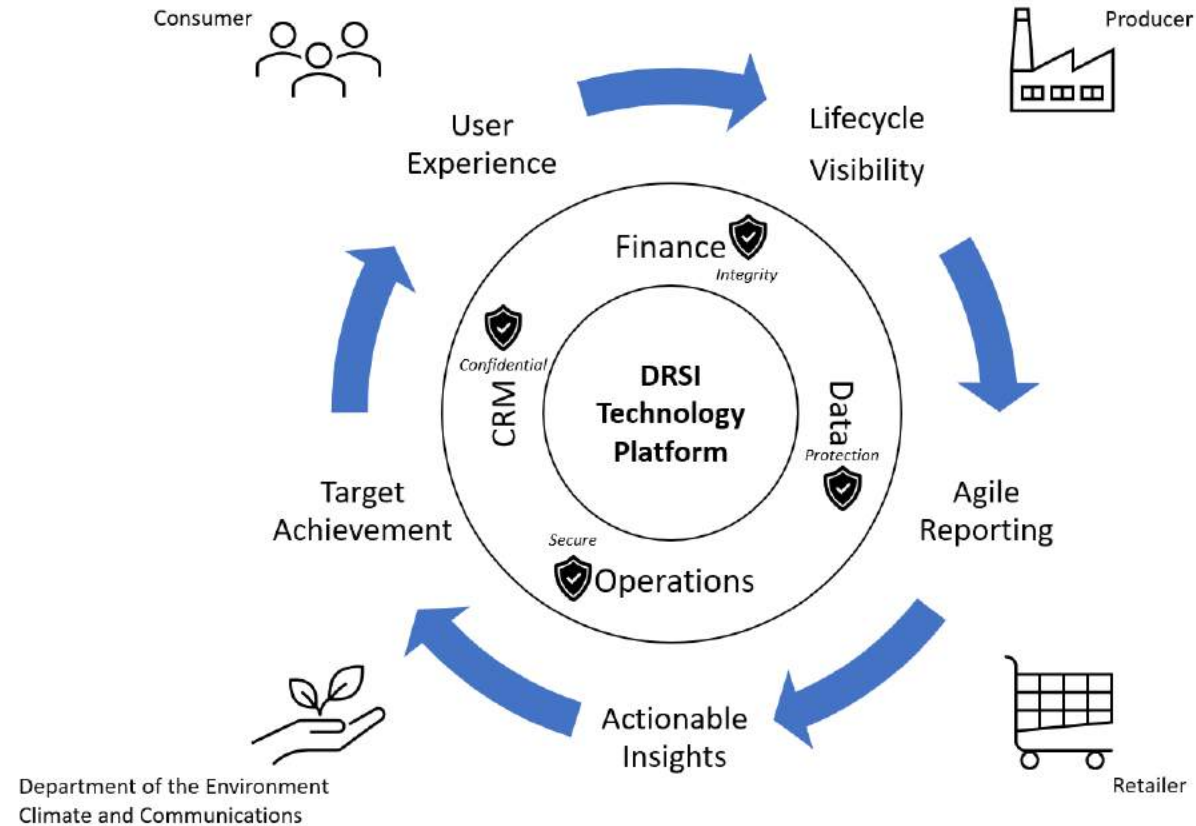 Consumer
Producer
User
Experience
Lifecycle
Visibility
Finance
Integrity
Confidential
CRM
DRSI
Technology
Platform
Data
Protection
Target
Achievement
Agile
Reporting
Secure
Operations
Actionable
Insights
Department of the Environment
Climate and Communications
Retailer